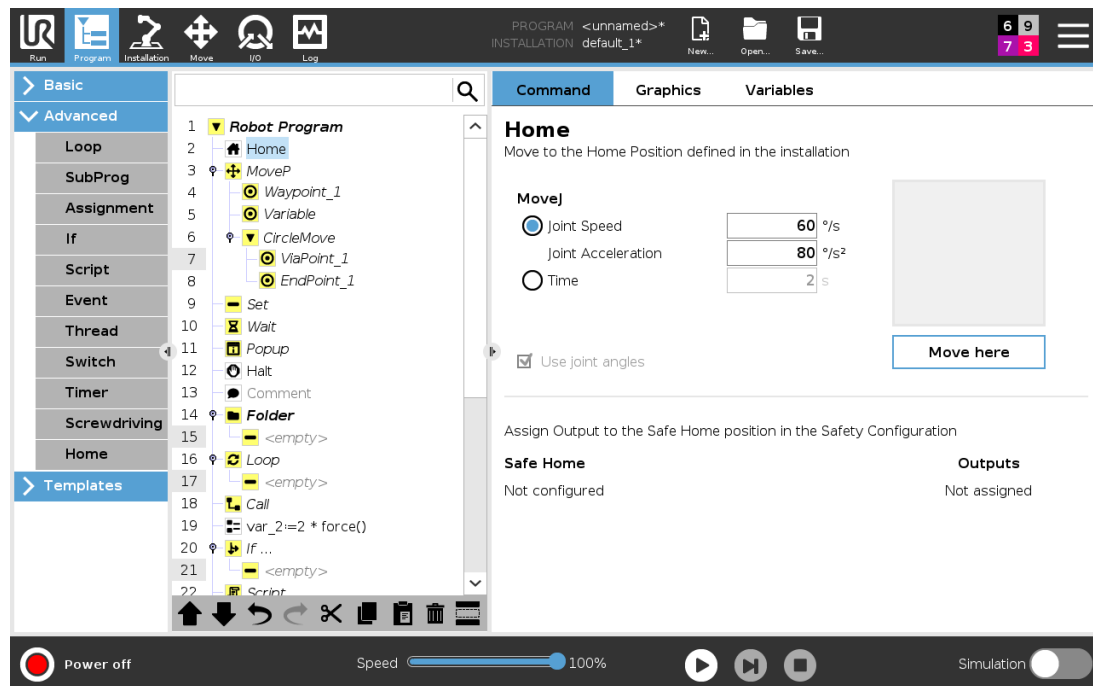 PROGRAM <unnamed>*
INSTALLATION default_1*
UR
Run
Program
Installation
Move
I/O
Log
New...
Open...
Save...
6 9
7 3
Basic
Advanced
Loop
SubProg
Assignment
If
Script
Event
Thread
Switch
Timer
Screwdriving
Home
Templates
1 Robot Program
2 Home
3 MoveP
4 Waypoint_1
5 Variable
6 CircleMove
7 ViaPoint_1
8 EndPoint_1
9 Set
10 Wait
11 Popup
12 Halt
13 Comment
14 Folder
15 <empty>
16 Loop
17 <empty>
18 Call
19 var_2:=2 * force()
20 If ...
21 <empty>
22 Script
Command Graphics Variables
Home
Move to the Home Position defined in the installation
MoveJ
Joint Speed 60 °/s
Joint Acceleration 80 °/s²
Time 2 s
Use joint angles
Move here
Assign Output to the Safe Home position in the Safety Configuration
Safe Home Outputs
Not configured Not assigned
Power off
Speed 100%
Simulation